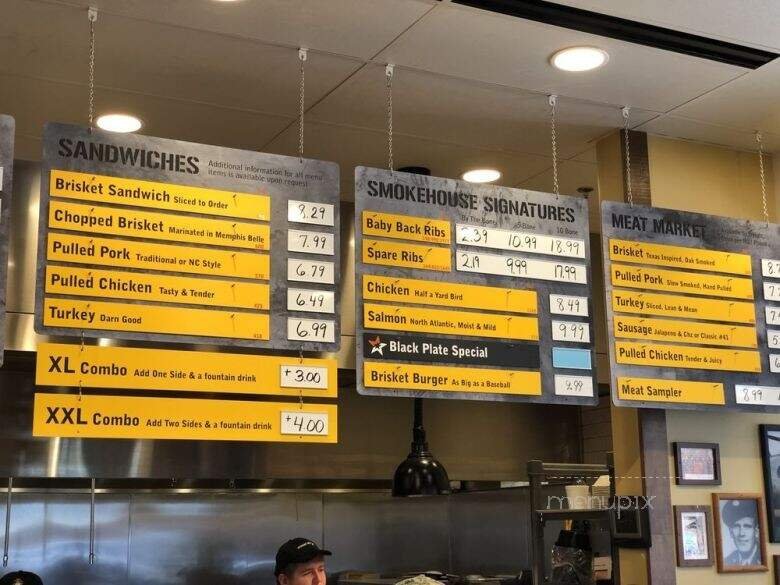 SANDWICHES Additional information for all menu
items is available upon request
Brisket Sandwich Sliced to Order 8.29
Chopped Brisket Marinated in Memphis Belle 7.99
Pulled Pork Traditional or NC Style 6.79
Pulled Chicken Tasty & Tender 6.49
Turkey Darn Good 6.99
XL Combo Add One Side & a fountain drink +3.00
XXL Combo Add Two Sides & a fountain drink +4.00
SMOKEHOUSE SIGNATURES
By The Bone 5 Bone 10 Bone
Baby Back Ribs 2.39 10.99 18.99
Spare Ribs 2.19 9.99 17.99
Chicken Half a Yard Bird 8.49
Salmon North Atlantic, Moist & Mild 9.99
Black Plate Special
Brisket Burger As Big as a Baseball 9.99
MEAT MARKET
Brisket Texas Inspired, Oak Smoked
Pulled Pork Slow Smoked, Hand Pulled
Turkey Sliced, Lean & Mean
Sausage Jalapeno & Chz or Classic
Pulled Chicken Tender & Juicy
Meat Sampler 8.99
menupix